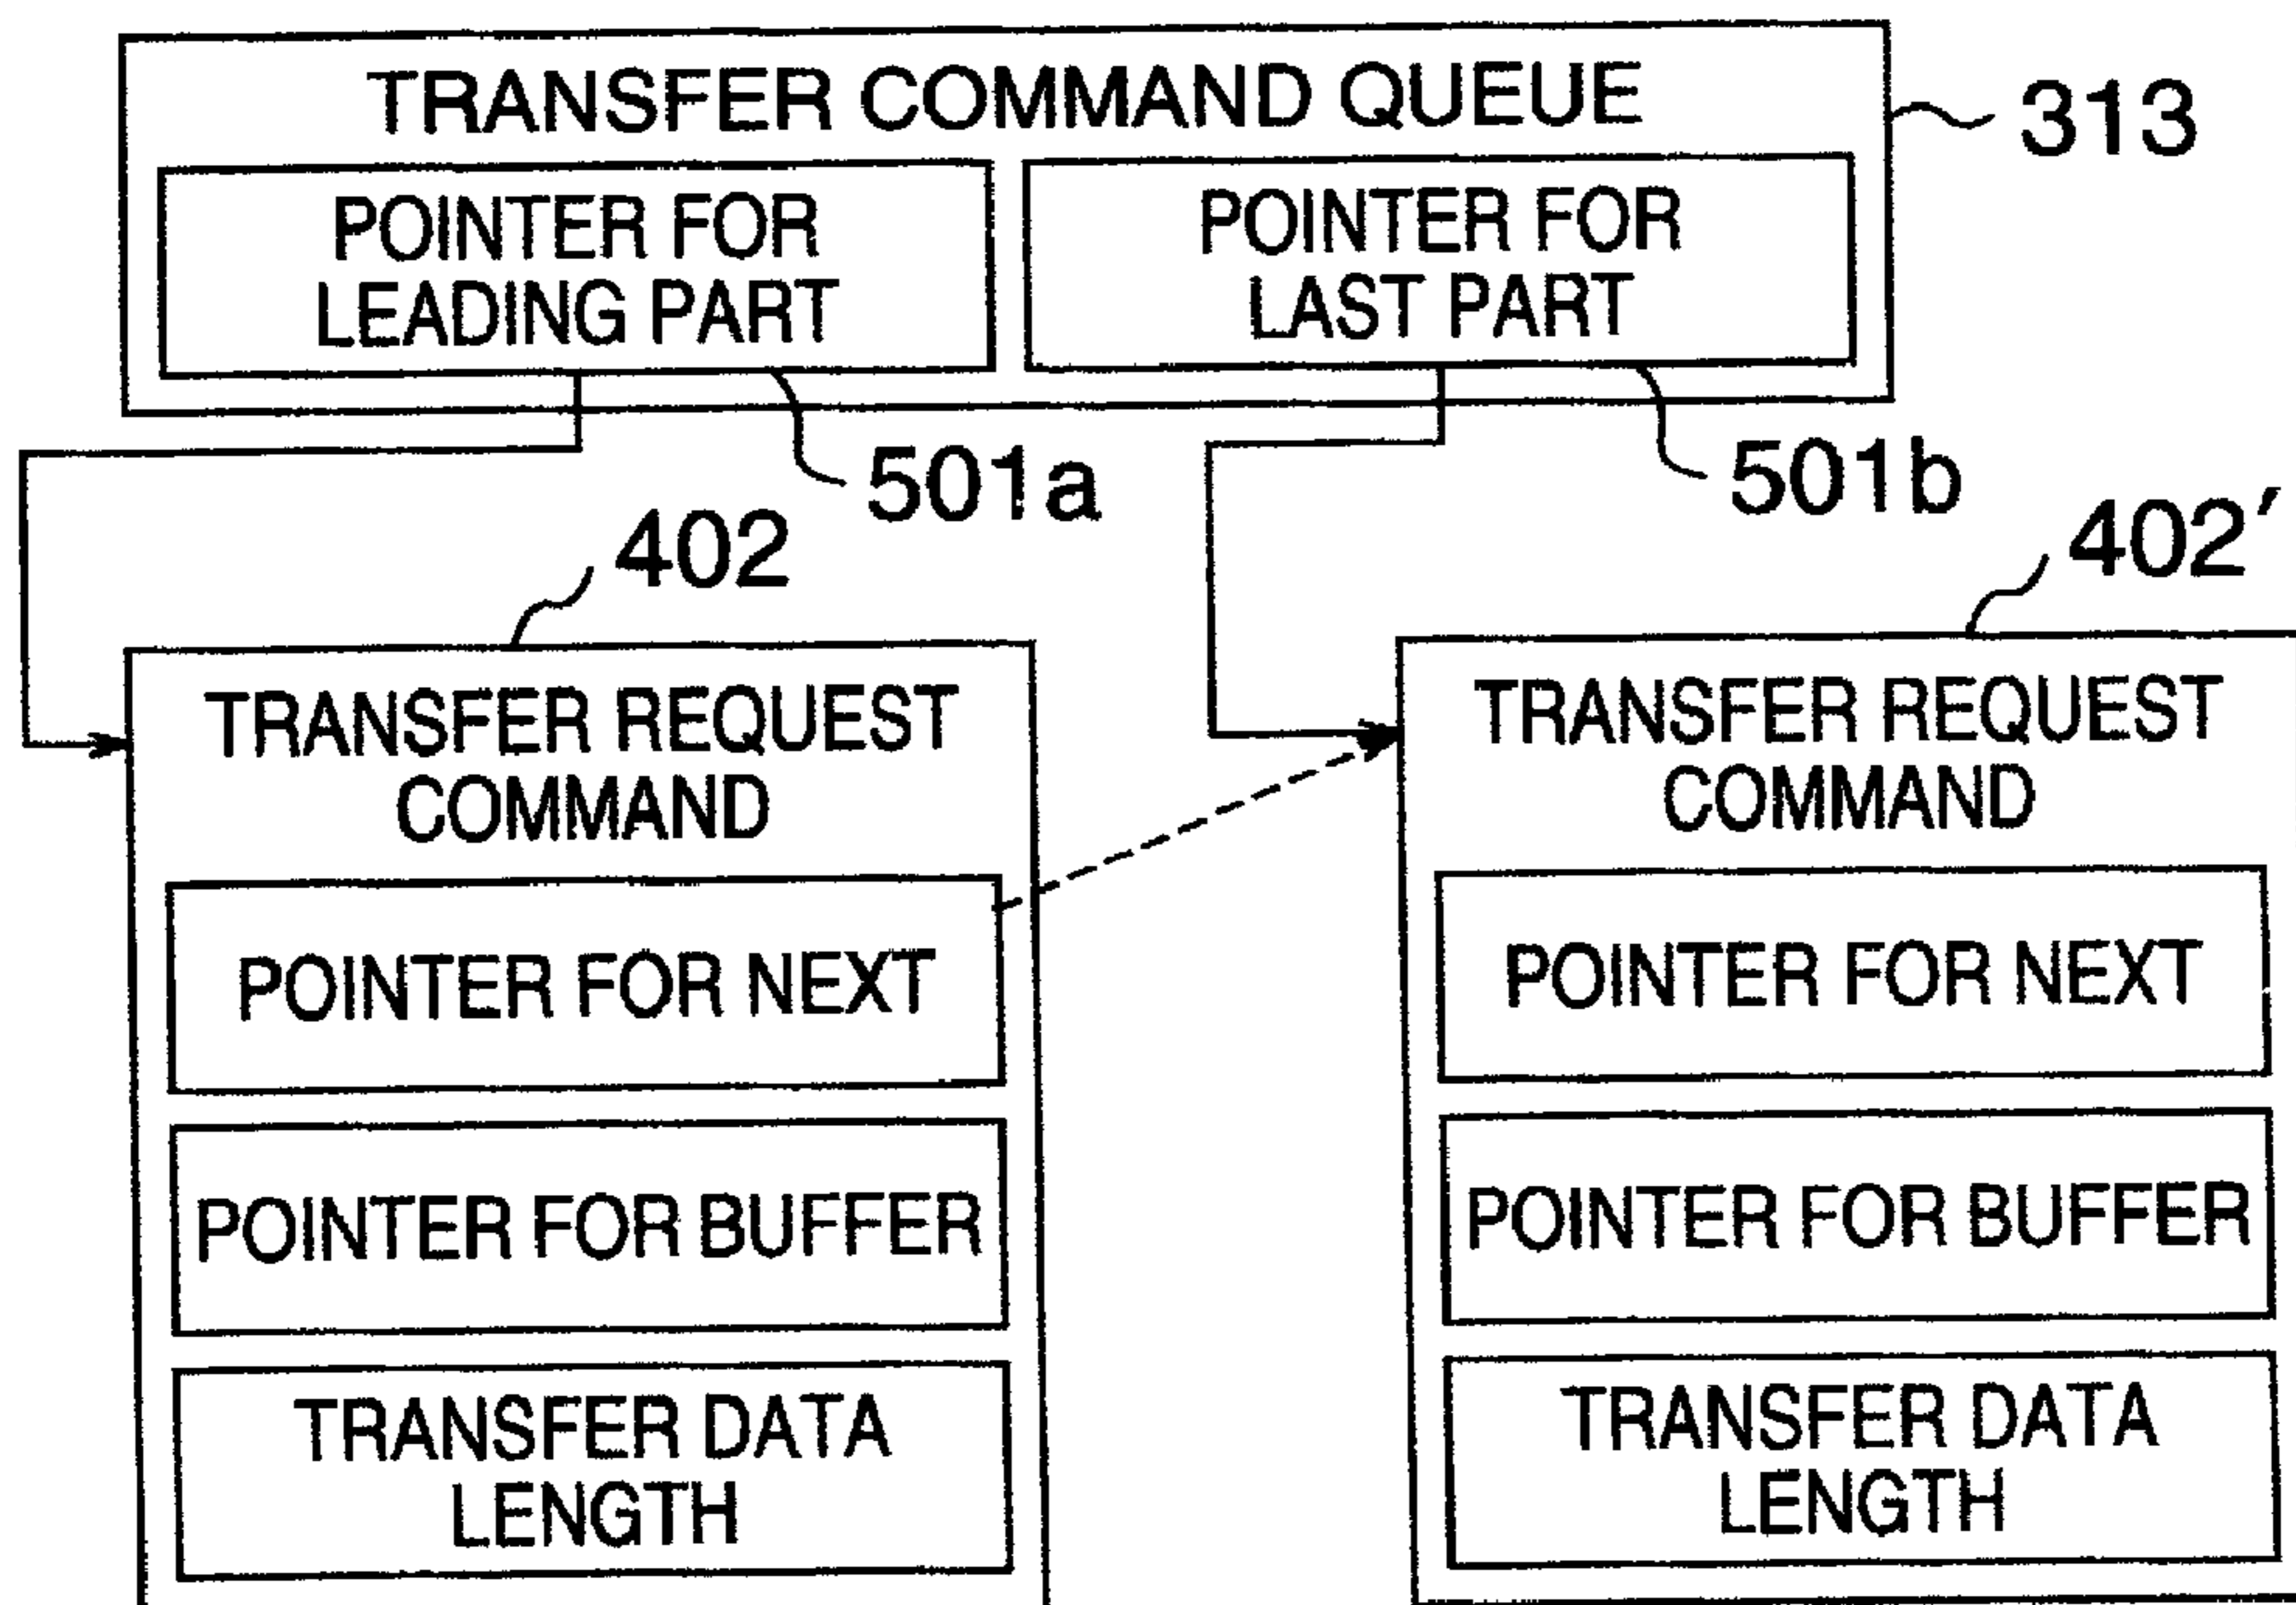 TRANSFER COMMAND QUEUE
313
POINTER FOR
LEADING PART
POINTER FOR
LAST PART
501a
501b
402
402′
TRANSFER REQUEST
COMMAND
POINTER FOR NEXT
POINTER FOR BUFFER
TRANSFER DATA
LENGTH
TRANSFER REQUEST
COMMAND
POINTER FOR NEXT
POINTER FOR BUFFER
TRANSFER DATA
LENGTH